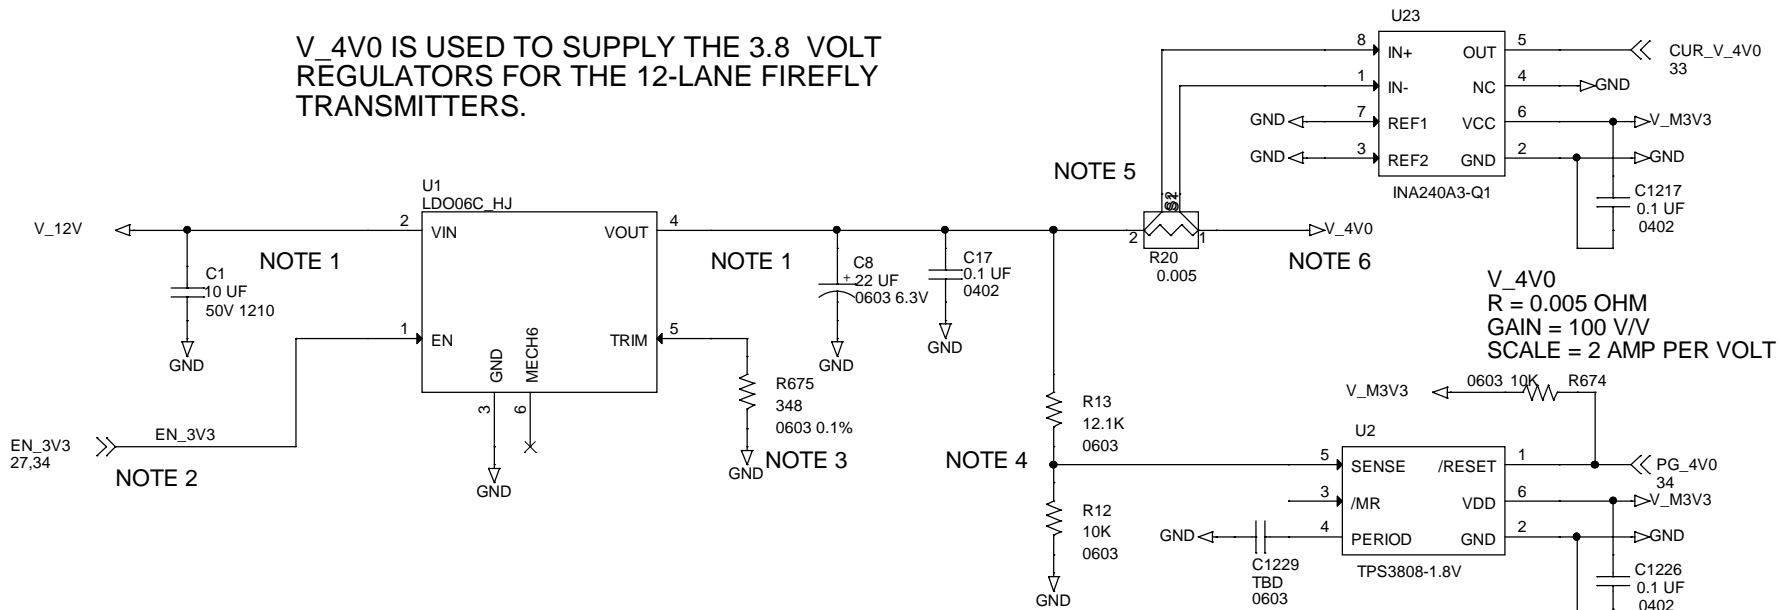 V_4V0 IS USED TO SUPPLY THE 3.8 VOLT
REGULATORS FOR THE 12-LANE FIREFLY
TRANSMITTERS.
U23
8 IN+ OUT 5 CUR_V_4V0
33
1 IN- NC 4 GND
GND 7 REF1 VCC 6 V_M3V3
GND 3 REF2 GND 2 GND
INA240A3-Q1
C1217
0.1 UF
0402
NOTE 5
U1
LDO06C_HJ
V_12V 2 VIN VOUT 4
2 1 V_4V0
R20
0.005
NOTE 1 NOTE 1 NOTE 6
C1
10 UF
50V 1210
GND
C8
+
22 UF
0603 6.3V
GND
C17
0.1 UF
0402
GND
V_4V0
R = 0.005 OHM
GAIN = 100 V/V
SCALE = 2 AMP PER VOLT
1 EN TRIM 5
GND MECH6
3 6
GND
R675
348
0603 0.1%
GND
NOTE 3
EN_3V3 EN_3V3
27,34
NOTE 2
V_M3V3 0603 10K R674
R13
12.1K
0603
NOTE 4
U2
5 SENSE /RESET 1 PG_4V0
34
3 /MR VDD 6 V_M3V3
GND 4 PERIOD GND 2 GND
TPS3808-1.8V
R12
10K
0603
GND
C1229
TBD
0603
C1226
0.1 UF
0402